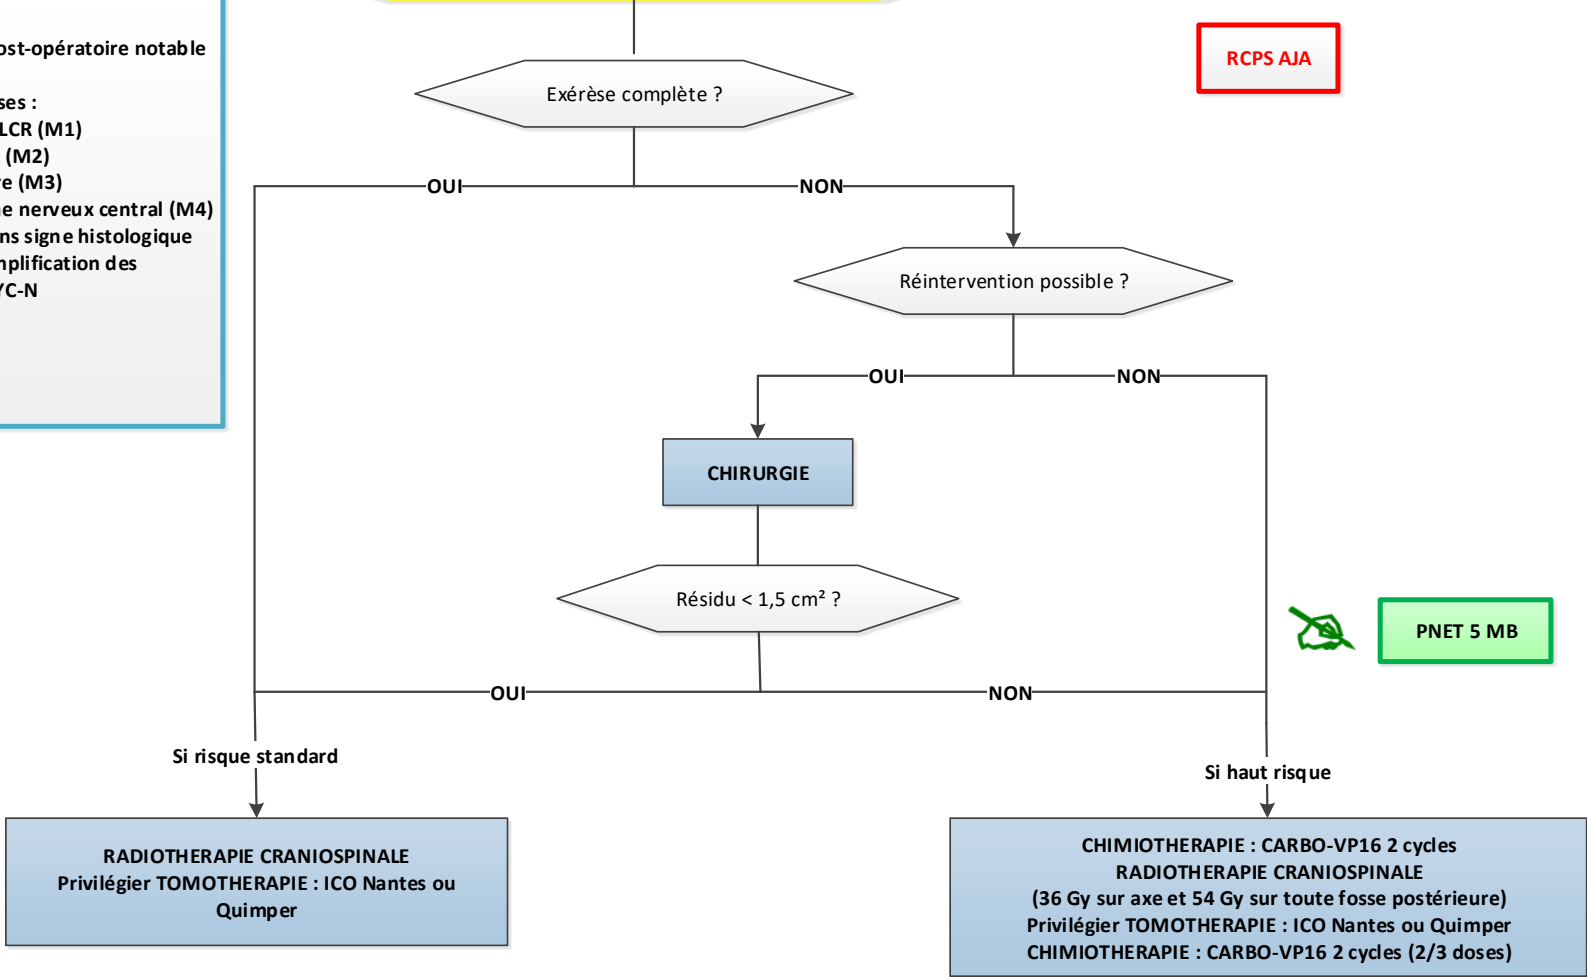 ost-opératoire notable
ses :
LCR (M1)
(M2)
re (M3)
e nerveux central (M4)
ns signe histologique
mplification des
YC-N
RCPS AJA
Exérèse complète ?
OUI
NON
Réintervention possible ?
OUI
NON
CHIRURGIE
Résidu < 1,5 cm² ?
PNET 5 MB
OUI
NON
Si risque standard
Si haut risque
RADIOTHERAPIE CRANIOSPINALE
Privilégier TOMOTHERAPIE : ICO Nantes ou
Quimper
CHIMIOTHERAPIE : CARBO-VP16 2 cycles
RADIOTHERAPIE CRANIOSPINALE
(36 Gy sur axe et 54 Gy sur toute fosse postérieure)
Privilégier TOMOTHERAPIE : ICO Nantes ou Quimper
CHIMIOTHERAPIE : CARBO-VP16 2 cycles (2/3 doses)